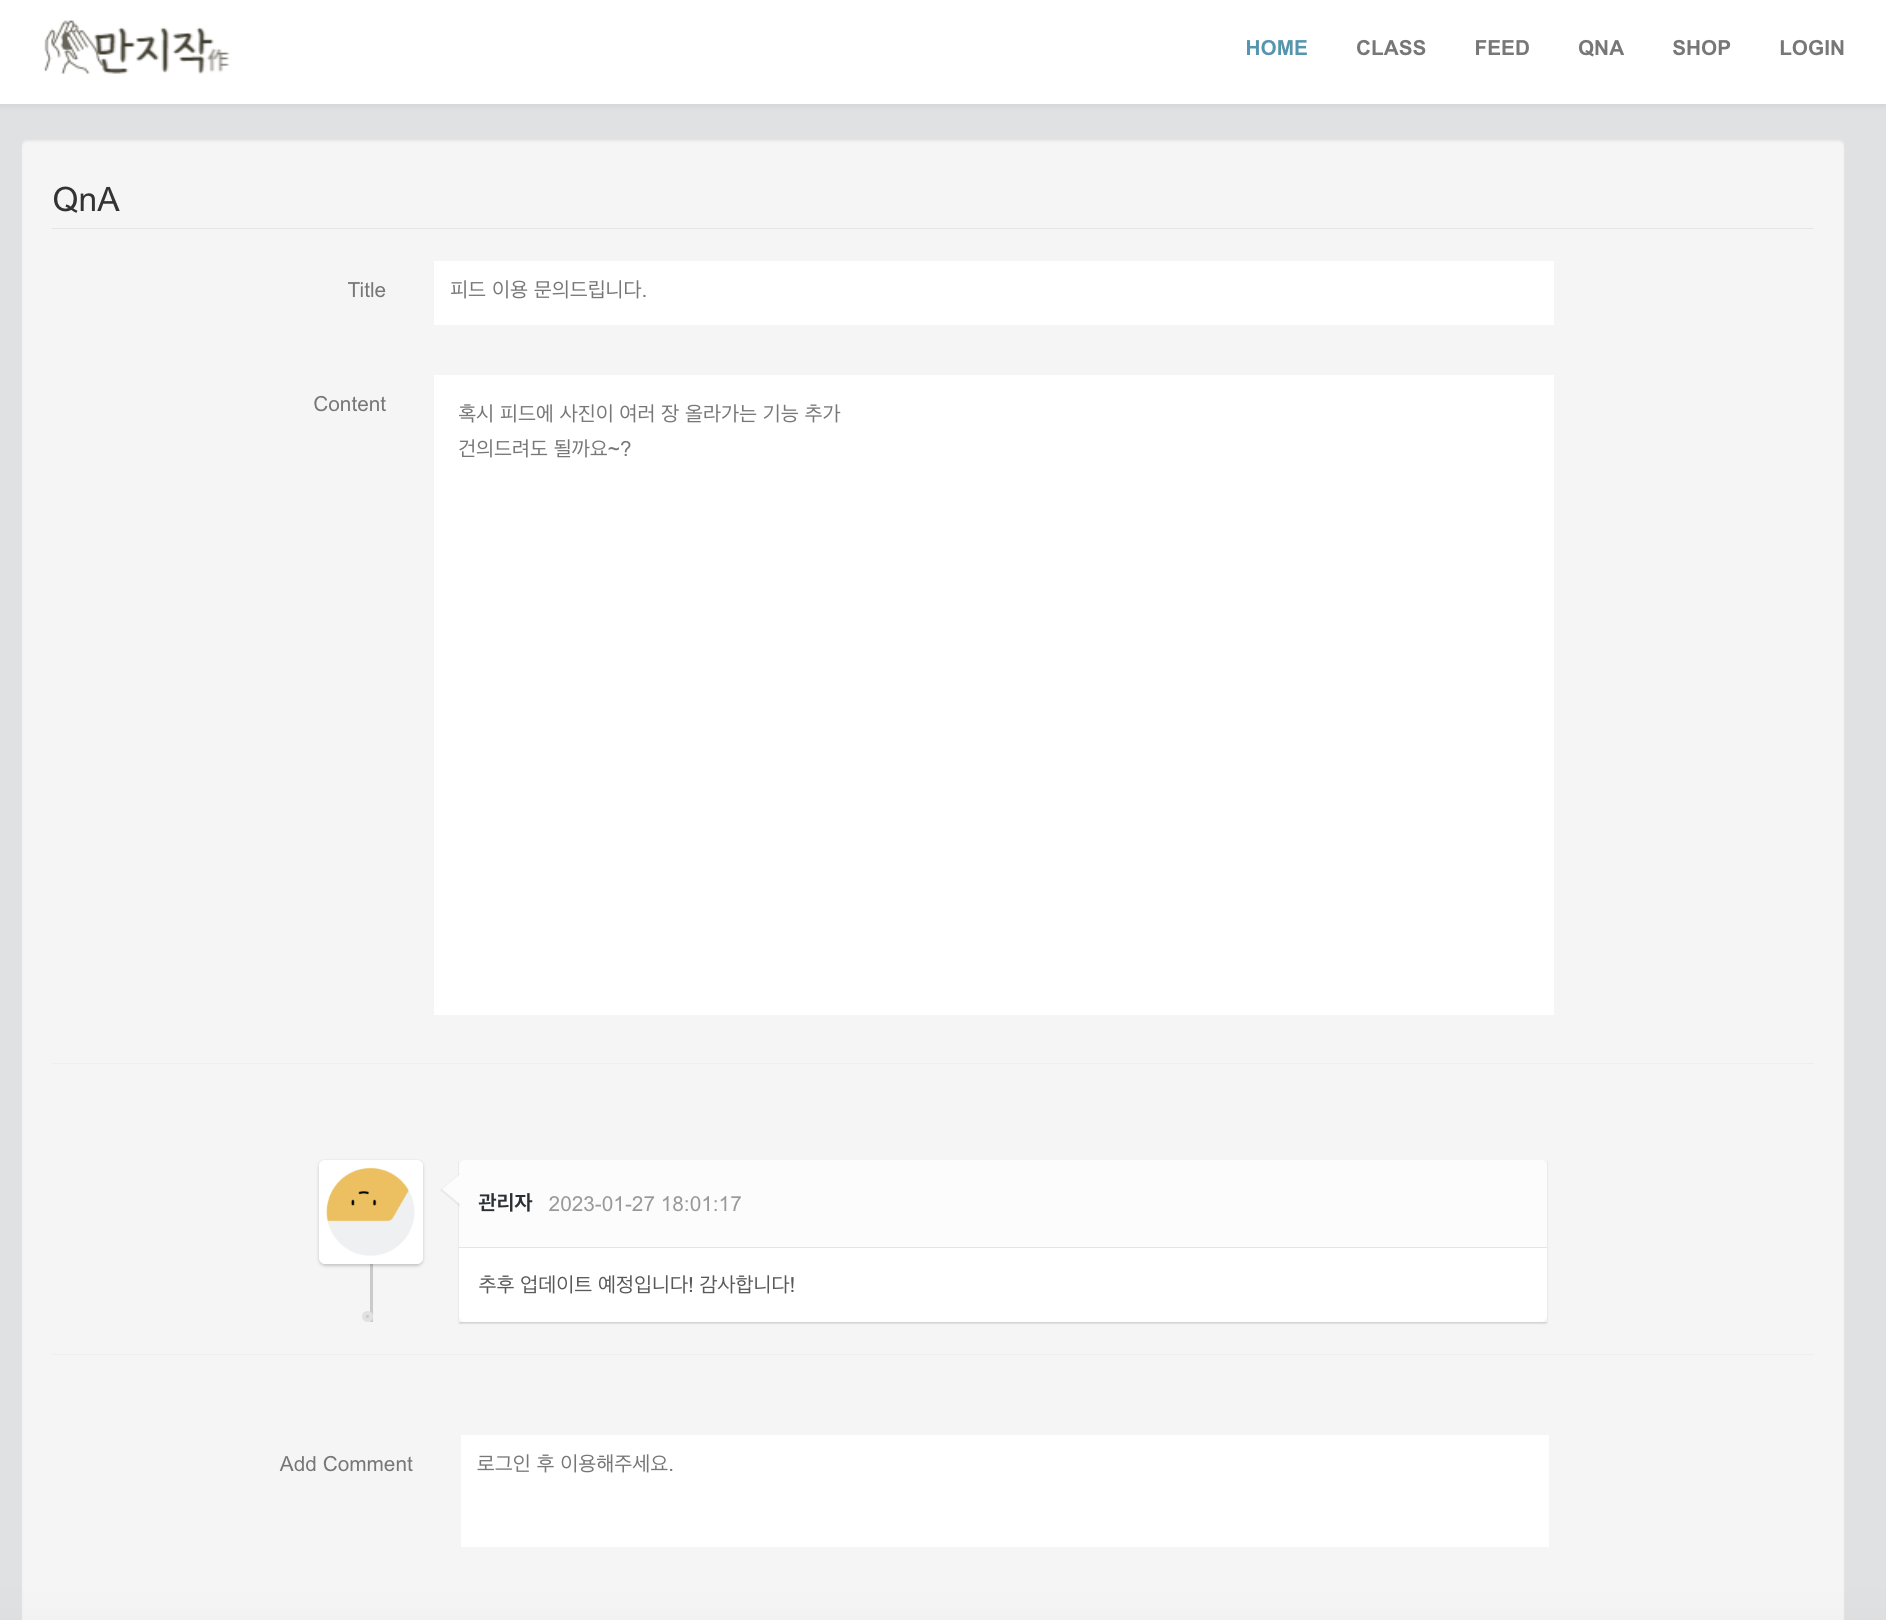 만지작作
HOME CLASS FEED QNA SHOP LOGIN
QnA
Title
피드 이용 문의드립니다.
Content
혹시 피드에 사진이 여러 장 올라가는 기능 추가
건의드려도 될까요~?
관리자 2023-01-27 18:01:17
추후 업데이트 예정입니다! 감사합니다!
Add Comment
로그인 후 이용해주세요.